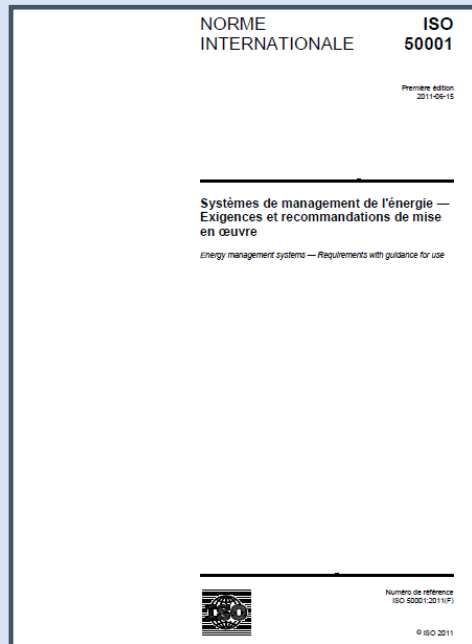 NORME
INTERNATIONALE
ISO
50001
Première édition
2011-06-15
Systèmes de management de l'énergie —
Exigences et recommandations de mise
en œuvre
Energy management systems — Requirements with guidance for use
ISO
Numéro de référence
ISO 50001:2011(F)
© ISO 2011